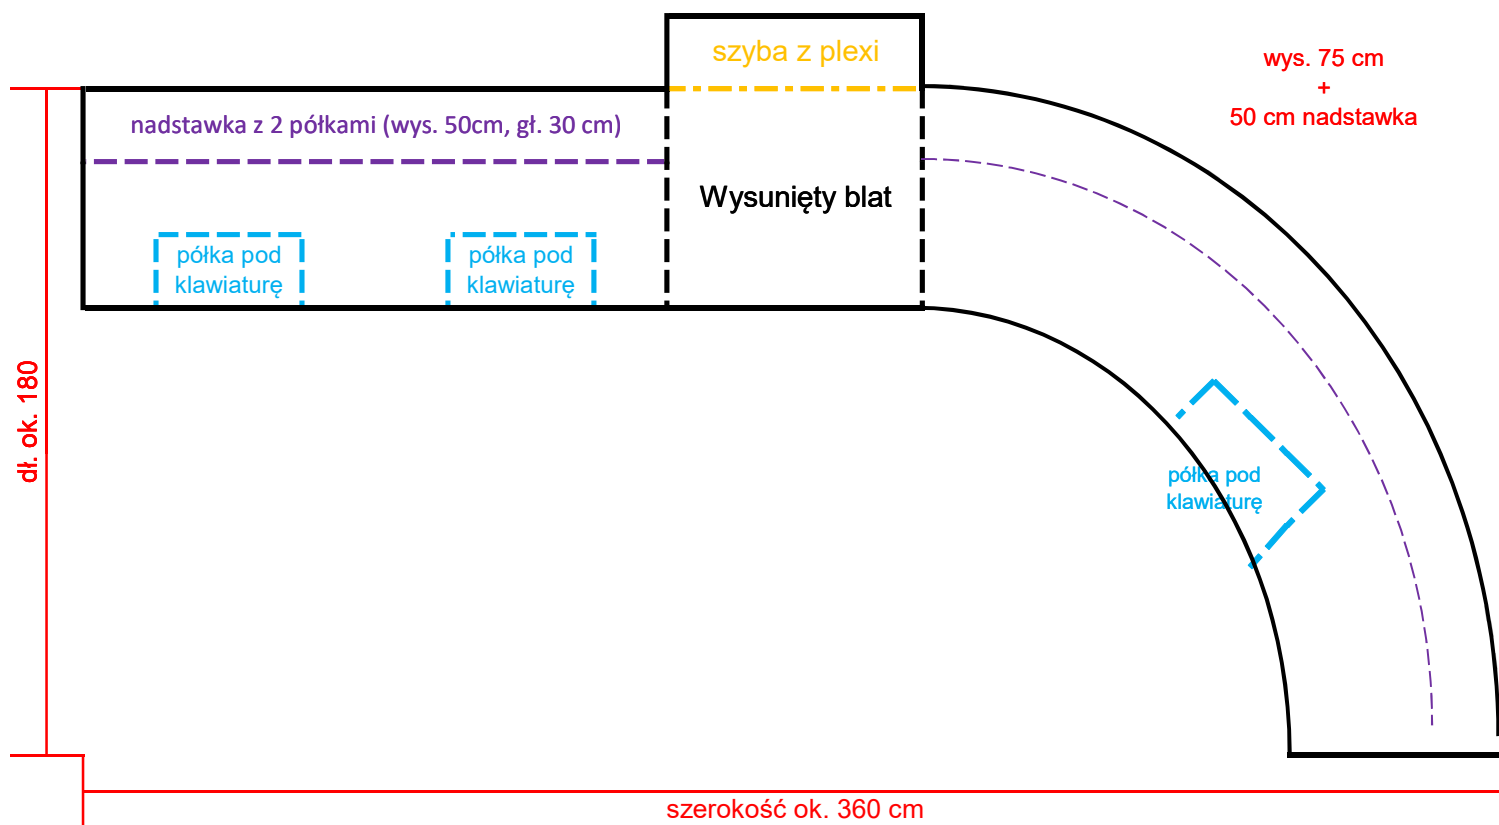 szyba z plexi
wys. 75 cm
+
50 cm nadstawka
nadstawka z 2 półkami (wys. 50cm, gł. 30 cm)
Wysunięty blat
półka pod
klawiaturę
półka pod
klawiaturę
dł. ok. 180
półka pod
klawiaturę
szerokość ok. 360 cm